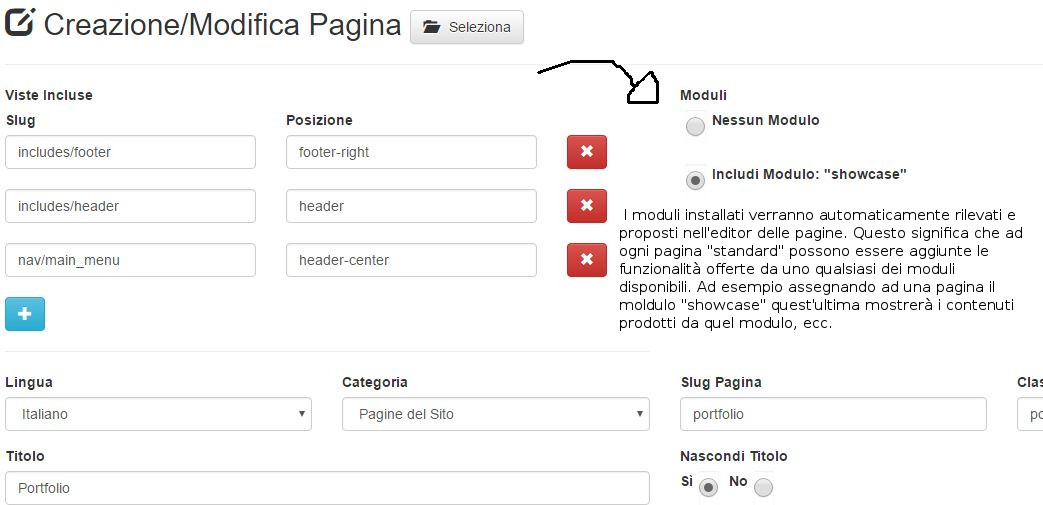 Creazione/Modifica Pagina Seleziona
Viste Incluse
Slug Posizione
includes/footer footer-right
includes/header header
nav/main_menu header-center
Moduli
Nessun Modulo
Includi Modulo: "showcase"
I moduli installati verranno automaticamente rilevati e
proposti nell'editor delle pagine. Questo significa che ad
ogni pagina "standard" possono essere aggiunte le
funzionalità offerte da uno qualsiasi dei moduli
disponibili. Ad esempio assegnando ad una pagina il
moldulo "showcase" quest'ultima mostrerà i contenuti
prodotti da quel modulo, ecc.
Lingua Categoria Slug Pagina Clas
Italiano Pagine del Sito portfolio po
Titolo Nascondi Titolo
Portfolio Sì No